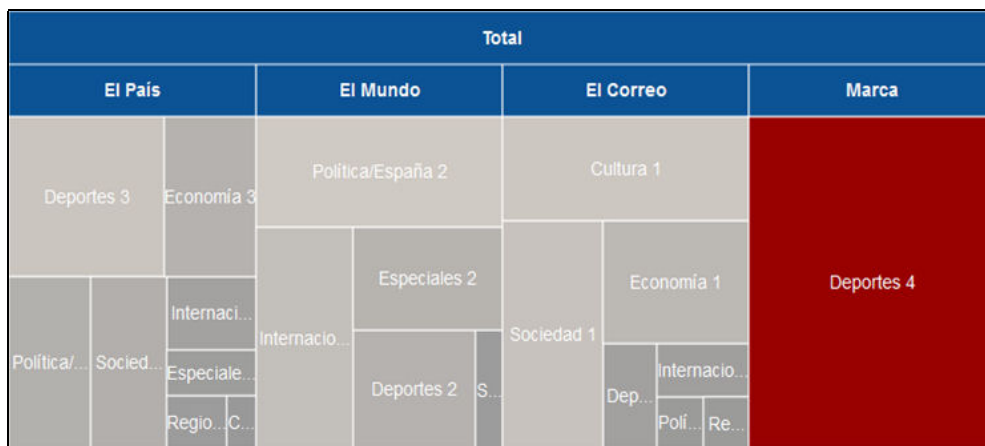 Total
El País
El Mundo
El Correo
Marca
Deportes 3
Economía 3
Política/España 2
Cultura 1
Deportes 4
Especiales 2
Economía 1
Internaci...
Internacio...
Sociedad 1
Política/...
Socied...
Especiale...
Deportes 2
S...
Dep...
Internacio...
Regio...
C...
Polí...
Re...